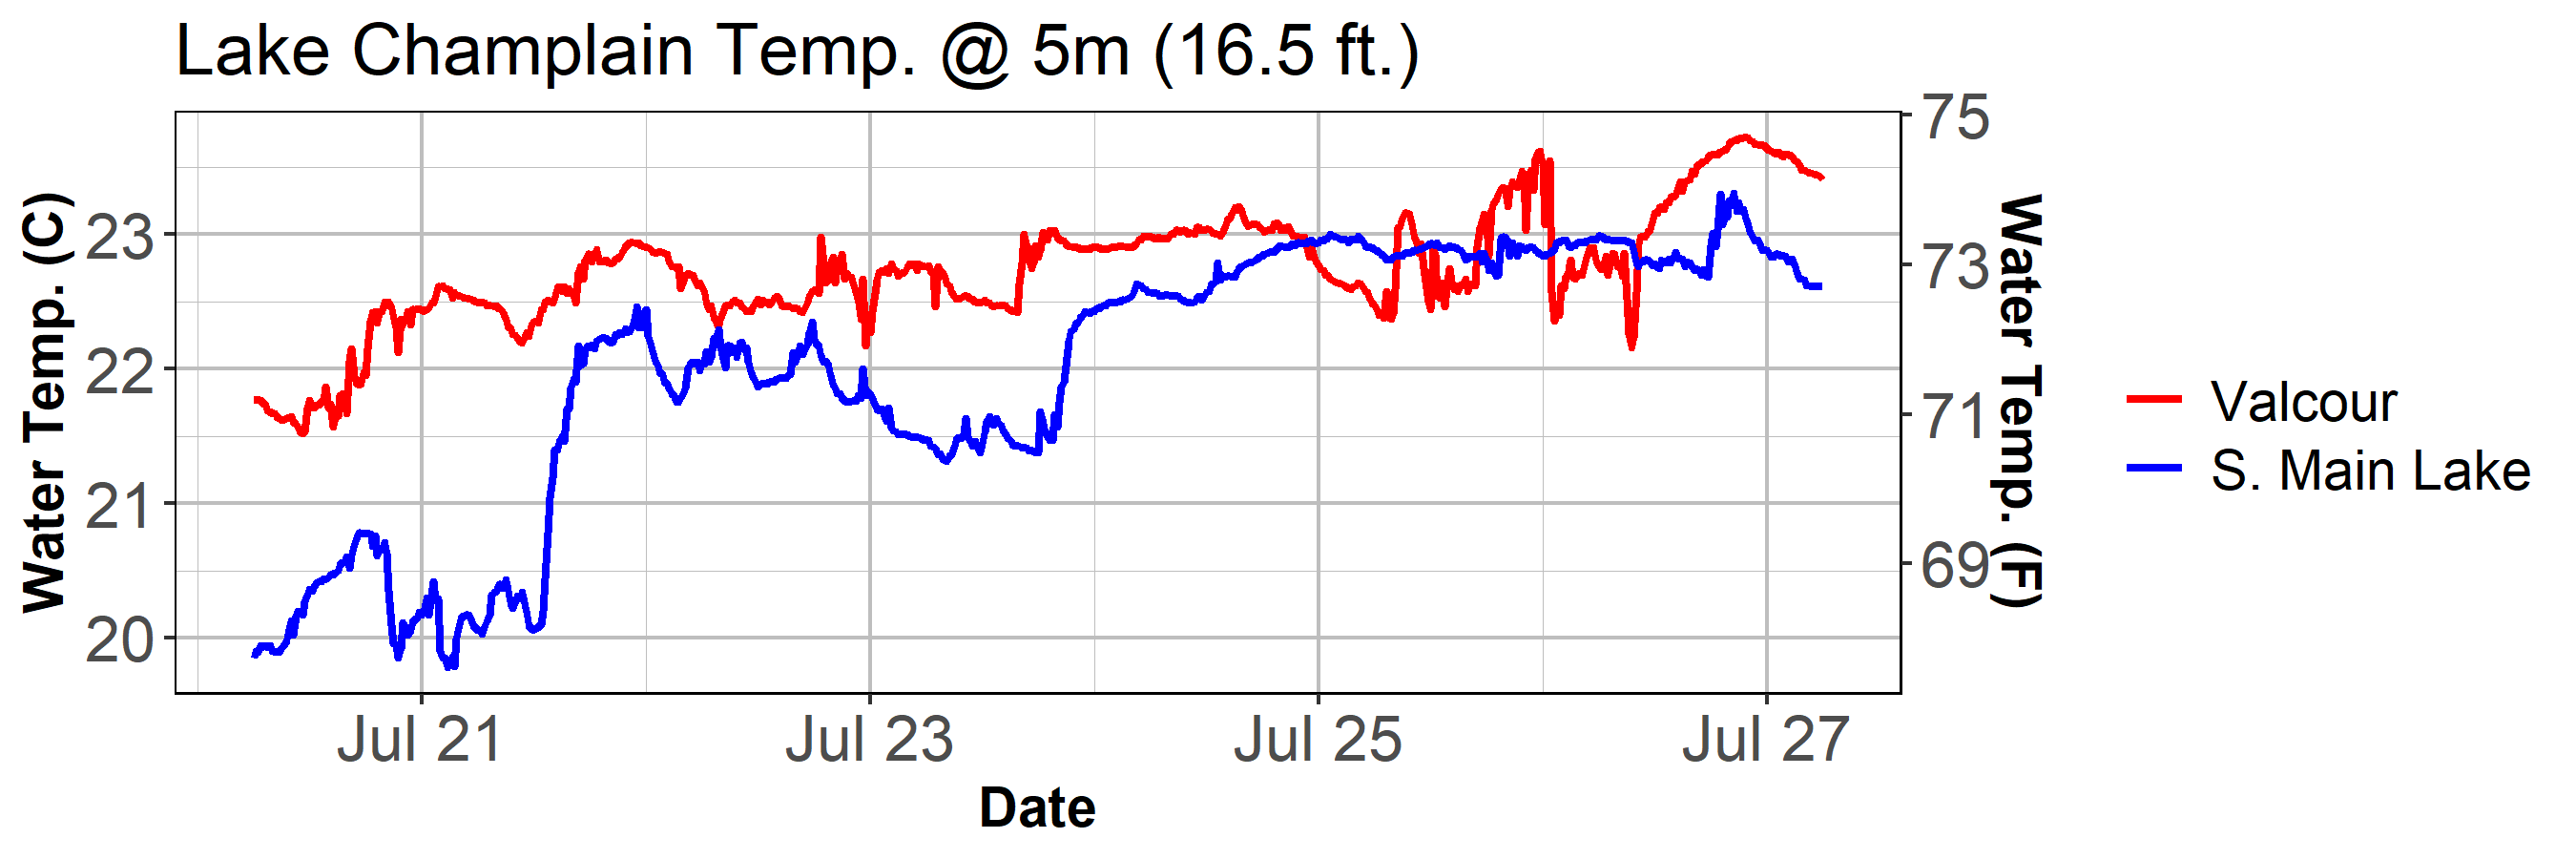 Lake Champlain Temp. @ 5m (16.5 ft.)
Water Temp. (C)
23
22
21
20
75
73
71
69
Water Temp. (F)
Jul 21
Jul 23
Jul 25
Jul 27
Date
Valcour
S. Main Lake